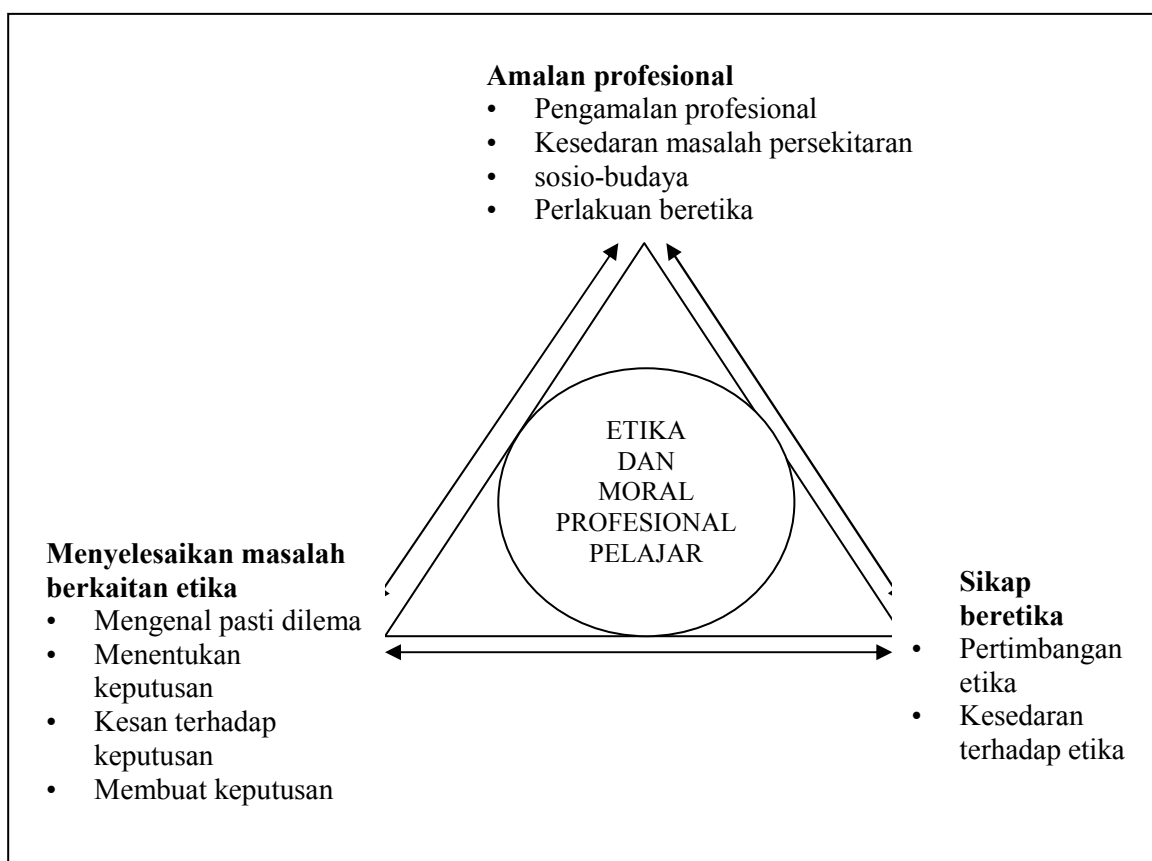 Amalan profesional
• Pengamalan profesional
• Kesedaran masalah persekitaran
• sosio-budaya
• Perlakuan beretika
ETIKA
DAN
MORAL
PROFESIONAL
PELAJAR
Menyelesaikan masalah
berkaitan etika
• Mengenal pasti dilema
• Menentukan
keputusan
• Kesan terhadap
keputusan
• Membuat keputusan
Sikap
beretika
• Pertimbangan
etika
• Kesedaran
terhadap etika